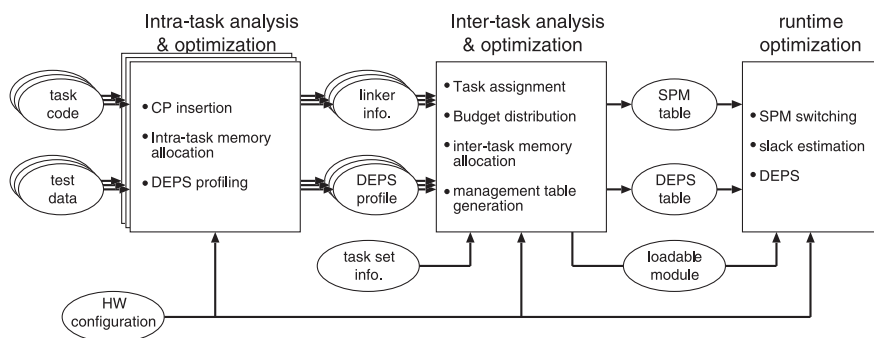 Intra-task analysis
& optimization
Inter-task analysis
& optimization
runtime
optimization
task
code
test
data
• CP insertion
• Intra-task memory
allocation
• DEPS profiling
linker
info.
DEPS
profile
• Task assignment
• Budget distribution
• inter-task memory
allocation
• management table
generation
SPM
table
DEPS
table
• SPM switching
• slack estimation
• DEPS
task set
info.
loadable
module
HW
configuration